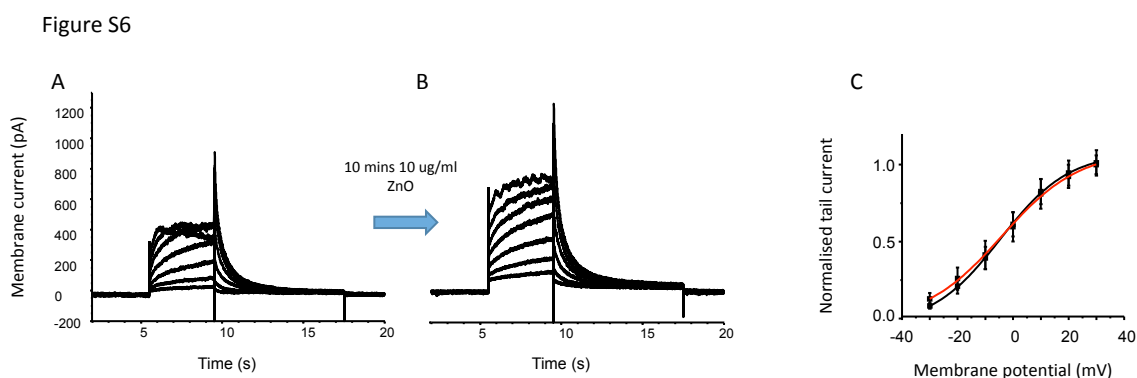 Figure S6
A
B
C
Membrane current (pA)
1200
1000
800
600
400
200
0
-200
5
10
15
20
Time (s)
10 mins 10 ug/ml
ZnO
5
10
15
20
Time (s)
Normalised tail current
1.0
0.5
0.0
-40
-20
0
20
40
Membrane potential (mV)